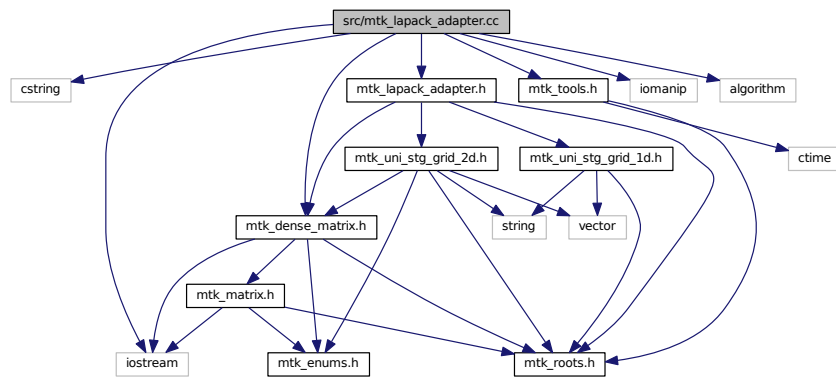 src/mtk_lapack_adapter.cc
cstring
mtk_lapack_adapter.h
mtk_tools.h
iomanip
algorithm
mtk_uni_stg_grid_2d.h
mtk_uni_stg_grid_1d.h
ctime
mtk_dense_matrix.h
string
vector
mtk_matrix.h
iostream
mtk_enums.h
mtk_roots.h